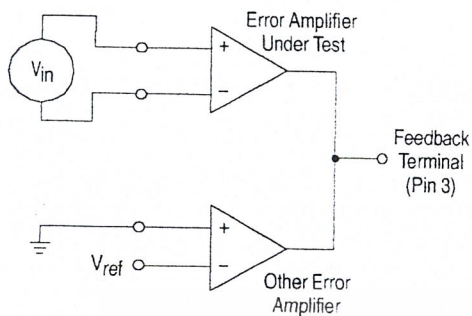 Error Amplifier
Under Test
+
Vin
−
Feedback
Terminal
(Pin 3)
+
Vref
−
Other Error
Amplifier